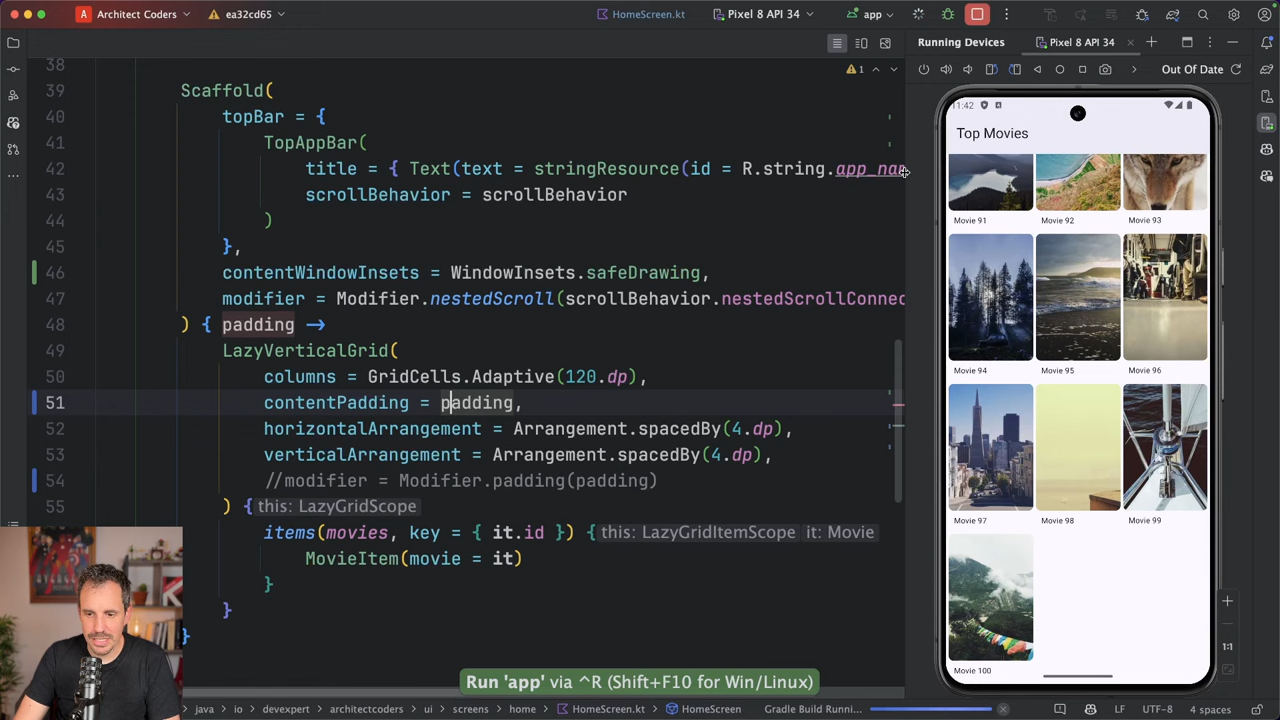 A Architect Coders
ea32cd65
HomeScreen.kt
Pixel 8 API 34
app
Running Devices
Pixel 8 API 34
Out Of Date
1
38
39 Scaffold(
40 topBar = {
41 TopAppBar(
42 title = { Text(text = stringResource(id = R.string.app_nam
43 scrollBehavior = scrollBehavior
44 )
45 },
46 contentWindowInsets = WindowInsets.safeDrawing,
47 modifier = Modifier.nestedScroll(scrollBehavior.nestedScrollConnec
48 ) { padding ->
49 LazyVerticalGrid(
50 columns = GridCells.Adaptive(120.dp),
51 contentPadding = padding,
52 horizontalArrangement = Arrangement.spacedBy(4.dp),
53 verticalArrangement = Arrangement.spacedBy(4.dp),
54 //modifier = Modifier.padding(padding)
55 ) { this: LazyGridScope
items(movies, key = { it.id }) { this: LazyGridItemScope it: Movie
MovieItem(movie = it)
}
}
}
11:42
Top Movies
Movie 91 Movie 92 Movie 93
Movie 94 Movie 95 Movie 96
Movie 97 Movie 98 Movie 99
Movie 100
1:1
Run 'app' via ^R (Shift+F10 for Win/Linux)
java > io > devexpert > architectcoders > ui > screens > home > HomeScreen.kt > HomeScreen
Gradle Build Runni...
LF UTF-8 4 spaces